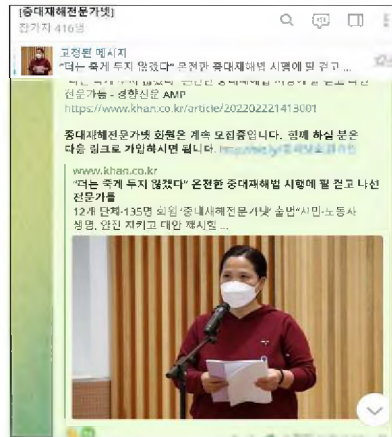 [중대재해전문가넷]
참가자 416명
고정된 메시지
"더는 죽게 두지 않겠다" 온전한 중대재해법 시행에 팔 걷고 ...
전문가들 - 경향신문 AMP
https://www.khan.co.kr/article/202202221413001
중대재해전문가넷 회원은 계속 모집중입니다. 함께 하실 분은
다음 링크로 가입하시면 됩니다.
www.khan.co.kr
"더는 죽게 두지 않겠다" 온전한 중대재해법 시행에 팔 걷고 나선
전문가들
12개 단체·135명 회원 '중대재해전문가넷' 출범"시민·노동자
생명, 안전 지키고 대안 제시할 ...